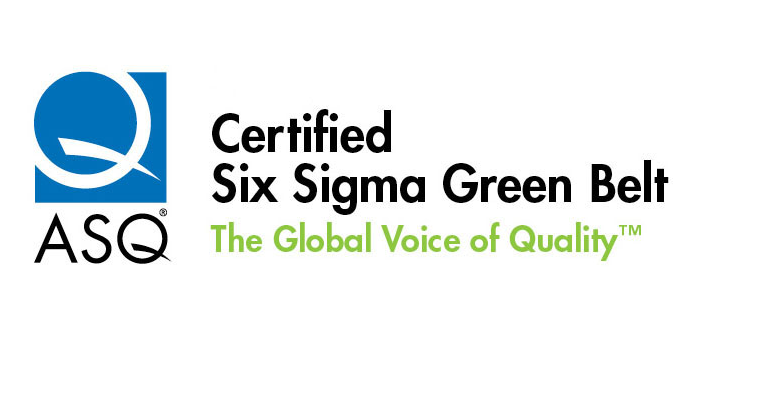 Certified
Six Sigma Green Belt
The Global Voice of Quality™
ASQ®